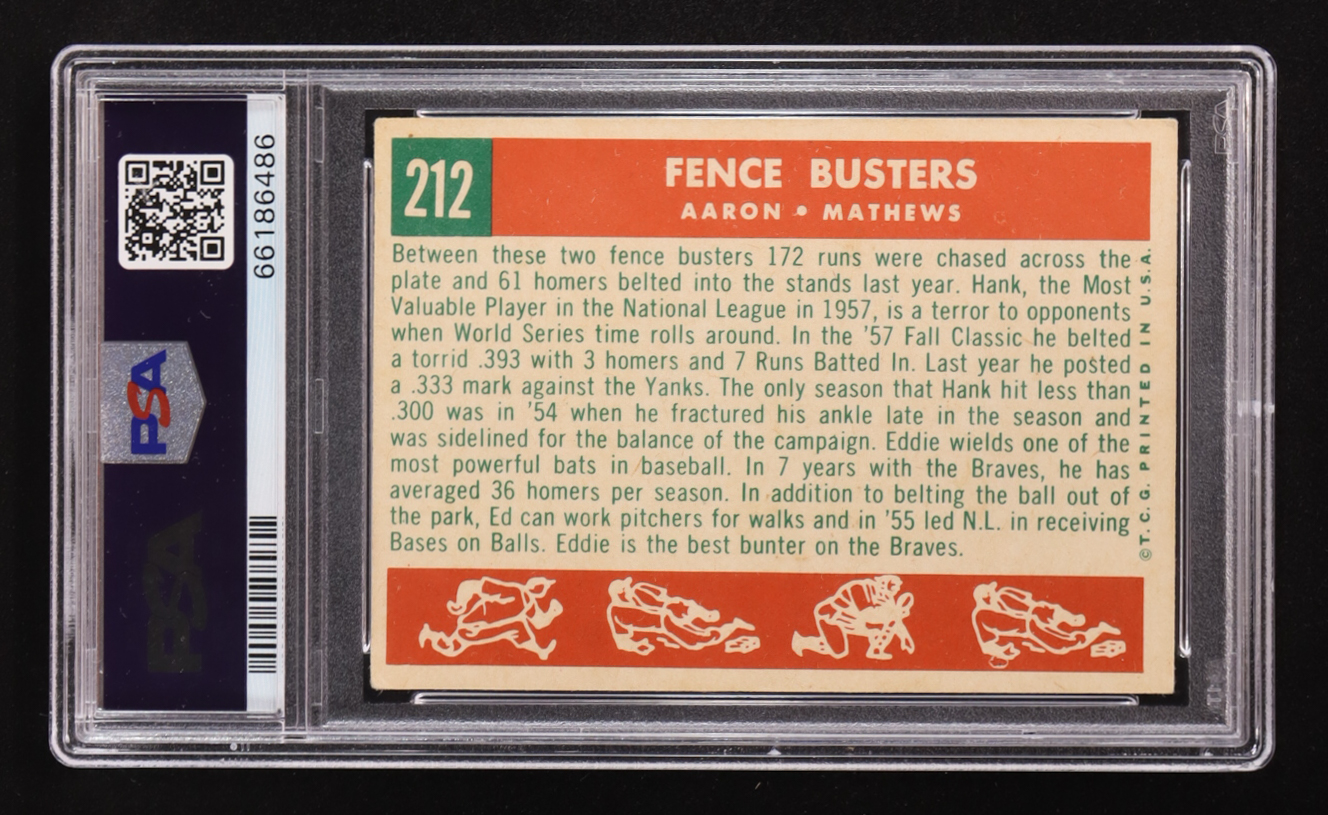 66186486
PSA
PSA
212
FENCE BUSTERS
AARON • MATHEWS
Between these two fence busters 172 runs were chased across the
plate and 61 homers belted into the stands last year. Hank, the Most
Valuable Player in the National League in 1957, is a terror to opponents
when World Series time rolls around. In the '57 Fall Classic he belted
a torrid .393 with 3 homers and 7 Runs Batted In. Last year he posted
a .333 mark against the Yanks. The only season that Hank hit less than
.300 was in '54 when he fractured his ankle late in the season and
was sidelined for the balance of the campaign. Eddie wields one of the
most powerful bats in baseball. In 7 years with the Braves, he has
averaged 36 homers per season. In addition to belting the ball out of
the park, Ed can work pitchers for walks and in '55 led N.L. in receiving
Bases on Balls. Eddie is the best bunter on the Braves.
©T.C.G. PRINTED IN U.S.A.
PSA